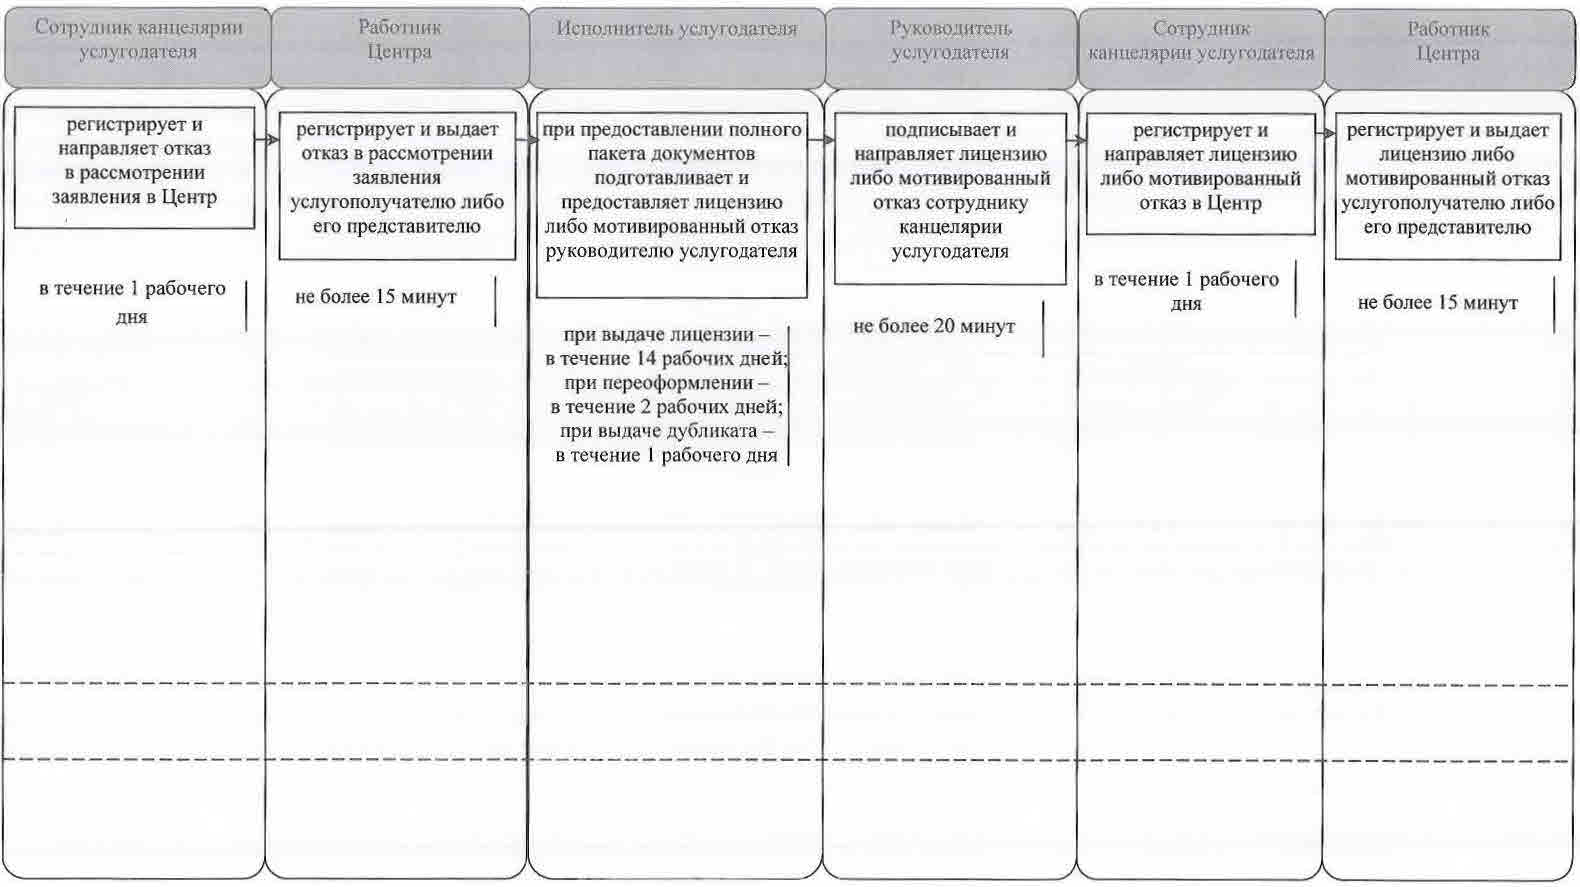 Сотрудник канцелярии
услугодателя
Работник
Центра
Исполнитель услугодателя
Руководитель
услугодателя
Сотрудник
канцелярии услугодателя
Работник
Центра
регистрирует и
направляет отказ
в рассмотрении
заявления в Центр
в течение 1 рабочего
дня
регистрирует и выдает
отказ в рассмотрении
заявления
услугополучателю либо
его представителю
не более 15 минут
при предоставлении полного
пакета документов
подготавливает и
предоставляет лицензию
либо мотивированный отказ
руководителю услугодателя
при выдаче лицензии –
в течение 14 рабочих дней;
при переоформлении –
в течение 2 рабочих дней;
при выдаче дубликата –
в течение 1 рабочего дня
подписывает и
направляет лицензию
либо мотивированный
отказ сотруднику
канцелярии
услугодателя
не более 20 минут
регистрирует и
направляет лицензию
либо мотивированный
отказ в Центр
в течение 1 рабочего
дня
регистрирует и выдает
лицензию либо
мотивированный отказ
услугополучателю либо
его представителю
не более 15 минут